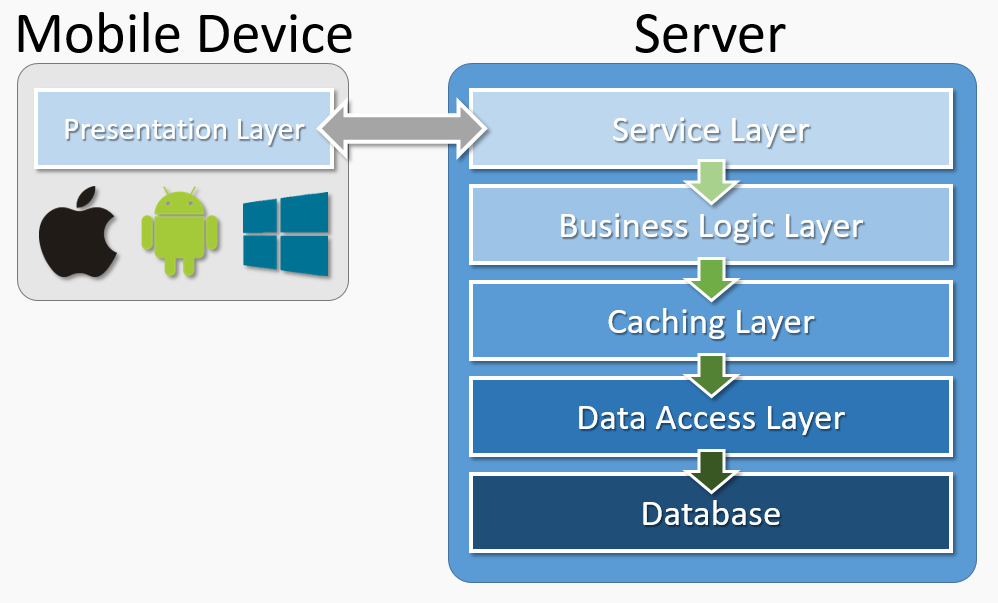 Mobile Device
Server
Presentation Layer
Service Layer
Business Logic Layer
Caching Layer
Data Access Layer
Database